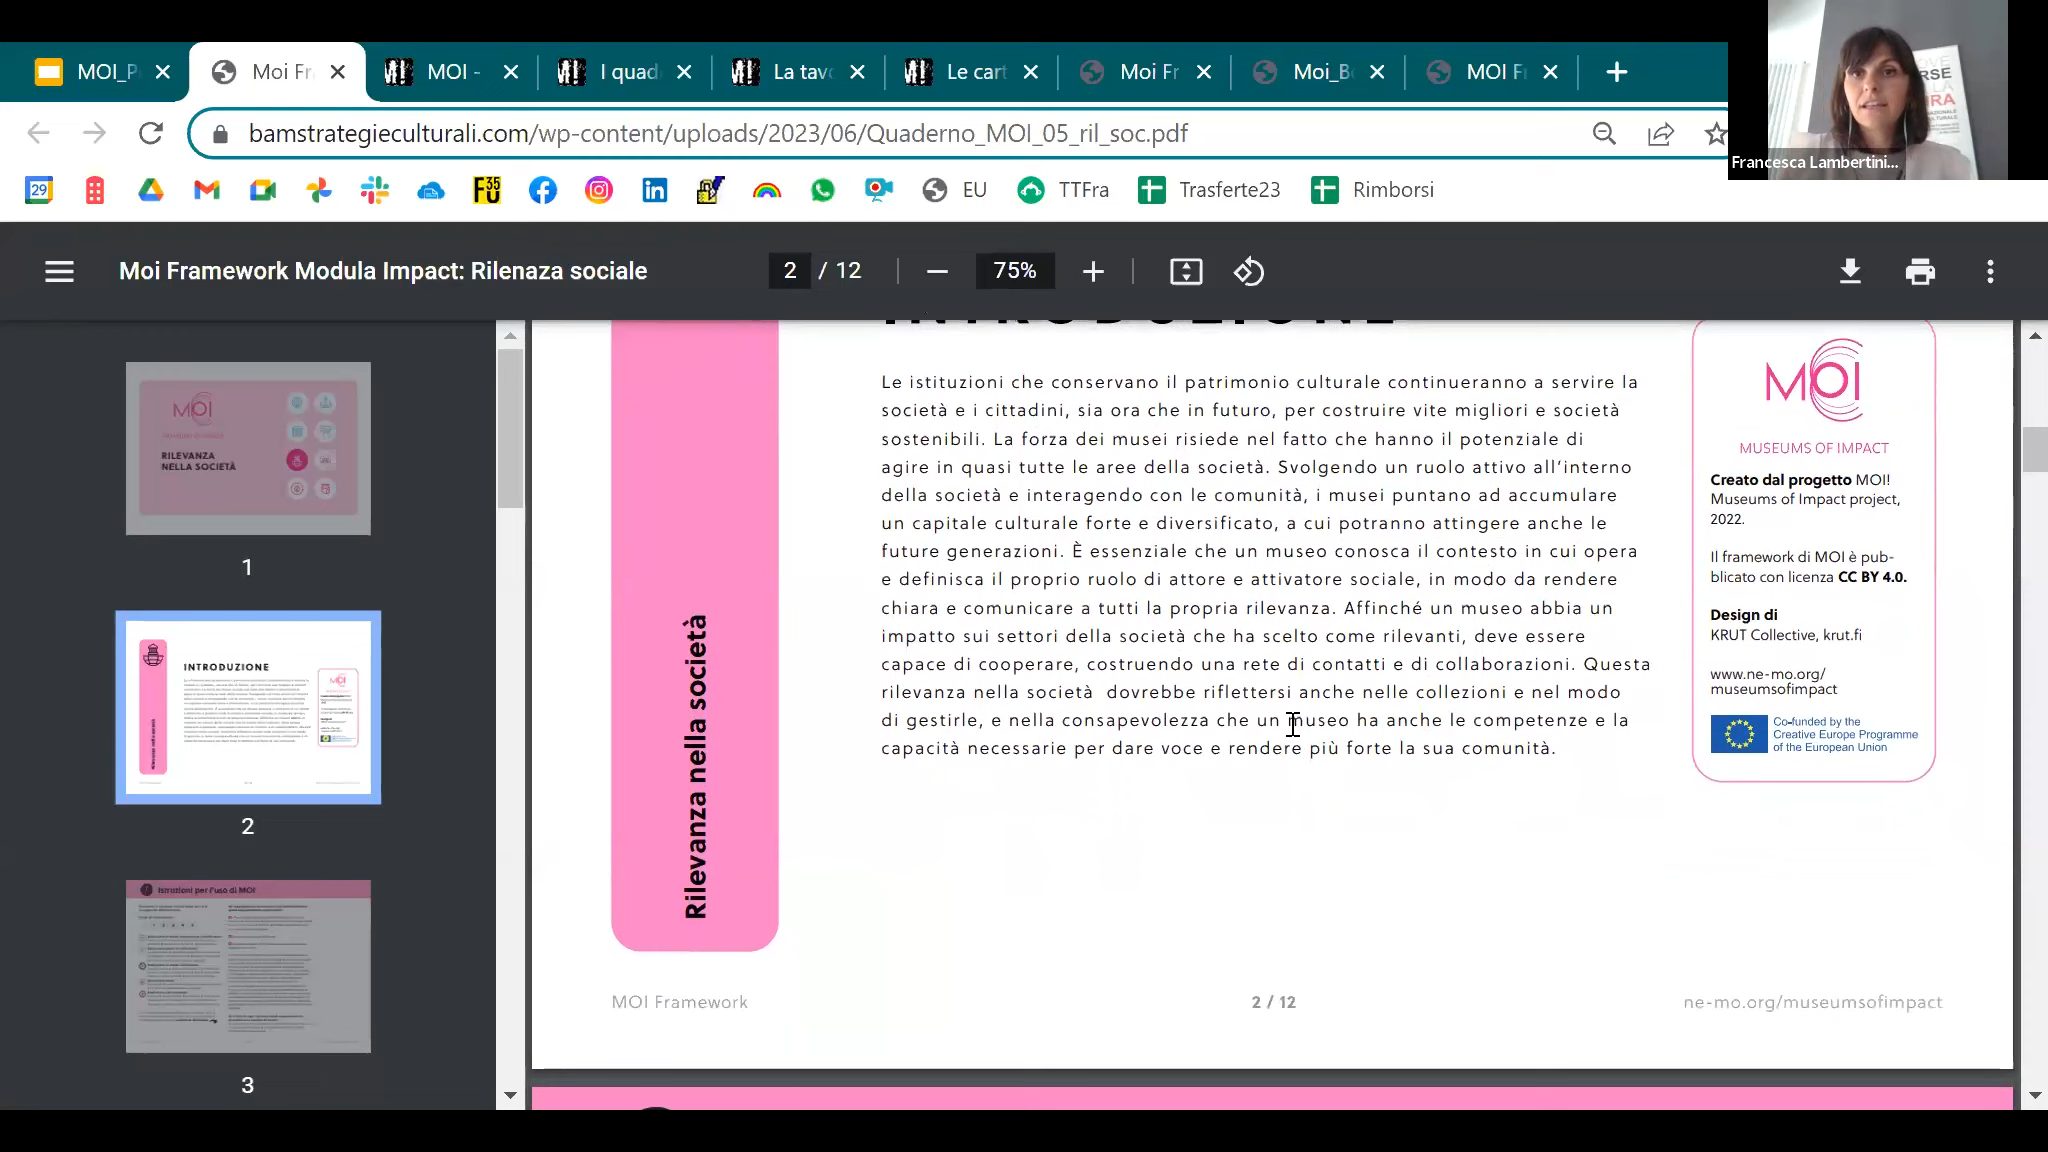 MOI_P
Moi Fr
MOI -
I quad
La tavo
Le cart
Moi Fr
Moi_B
MOI F
bamstrategieculturali.com/wp-content/uploads/2023/06/Quaderno_MOI_05_ril_soc.pdf
Francesca Lambertini...
29
EU
TTFra
Trasferte23
Rimborsi
Moi Framework Modula Impact: Rilenaza sociale
2 / 12
75%
MOI
RILEVANZA
NELLA SOCIETÀ
1
INTRODUZIONE
2
Istruzioni per l'uso di MOI
3
INTRODUZIONE
Rilevanza nella società
Le istituzioni che conservano il patrimonio culturale continueranno a servire la
società e i cittadini, sia ora che in futuro, per costruire vite migliori e società
sostenibili. La forza dei musei risiede nel fatto che hanno il potenziale di
agire in quasi tutte le aree della società. Svolgendo un ruolo attivo all'interno
della società e interagendo con le comunità, i musei puntano ad accumulare
un capitale culturale forte e diversificato, a cui potranno attingere anche le
future generazioni. È essenziale che un museo conosca il contesto in cui opera
e definisca il proprio ruolo di attore e attivatore sociale, in modo da rendere
chiara e comunicare a tutti la propria rilevanza. Affinché un museo abbia un
impatto sui settori della società che ha scelto come rilevanti, deve essere
capace di cooperare, costruendo una rete di contatti e di collaborazioni. Questa
rilevanza nella società dovrebbe riflettersi anche nelle collezioni e nel modo
di gestirle, e nella consapevolezza che un museo ha anche le competenze e la
capacità necessarie per dare voce e rendere più forte la sua comunità.
MOI
MUSEUMS OF IMPACT
Creato dal progetto MOI!
Museums of Impact project,
2022.
Il framework di MOI è pub-
blicato con licenza CC BY 4.0.
Design di
KRUT Collective, krut.fi
www.ne-mo.org/
museumsofimpact
Co-funded by the
Creative Europe Programme
of the European Union
MOI Framework
2 / 12
ne-mo.org/museumsofimpact